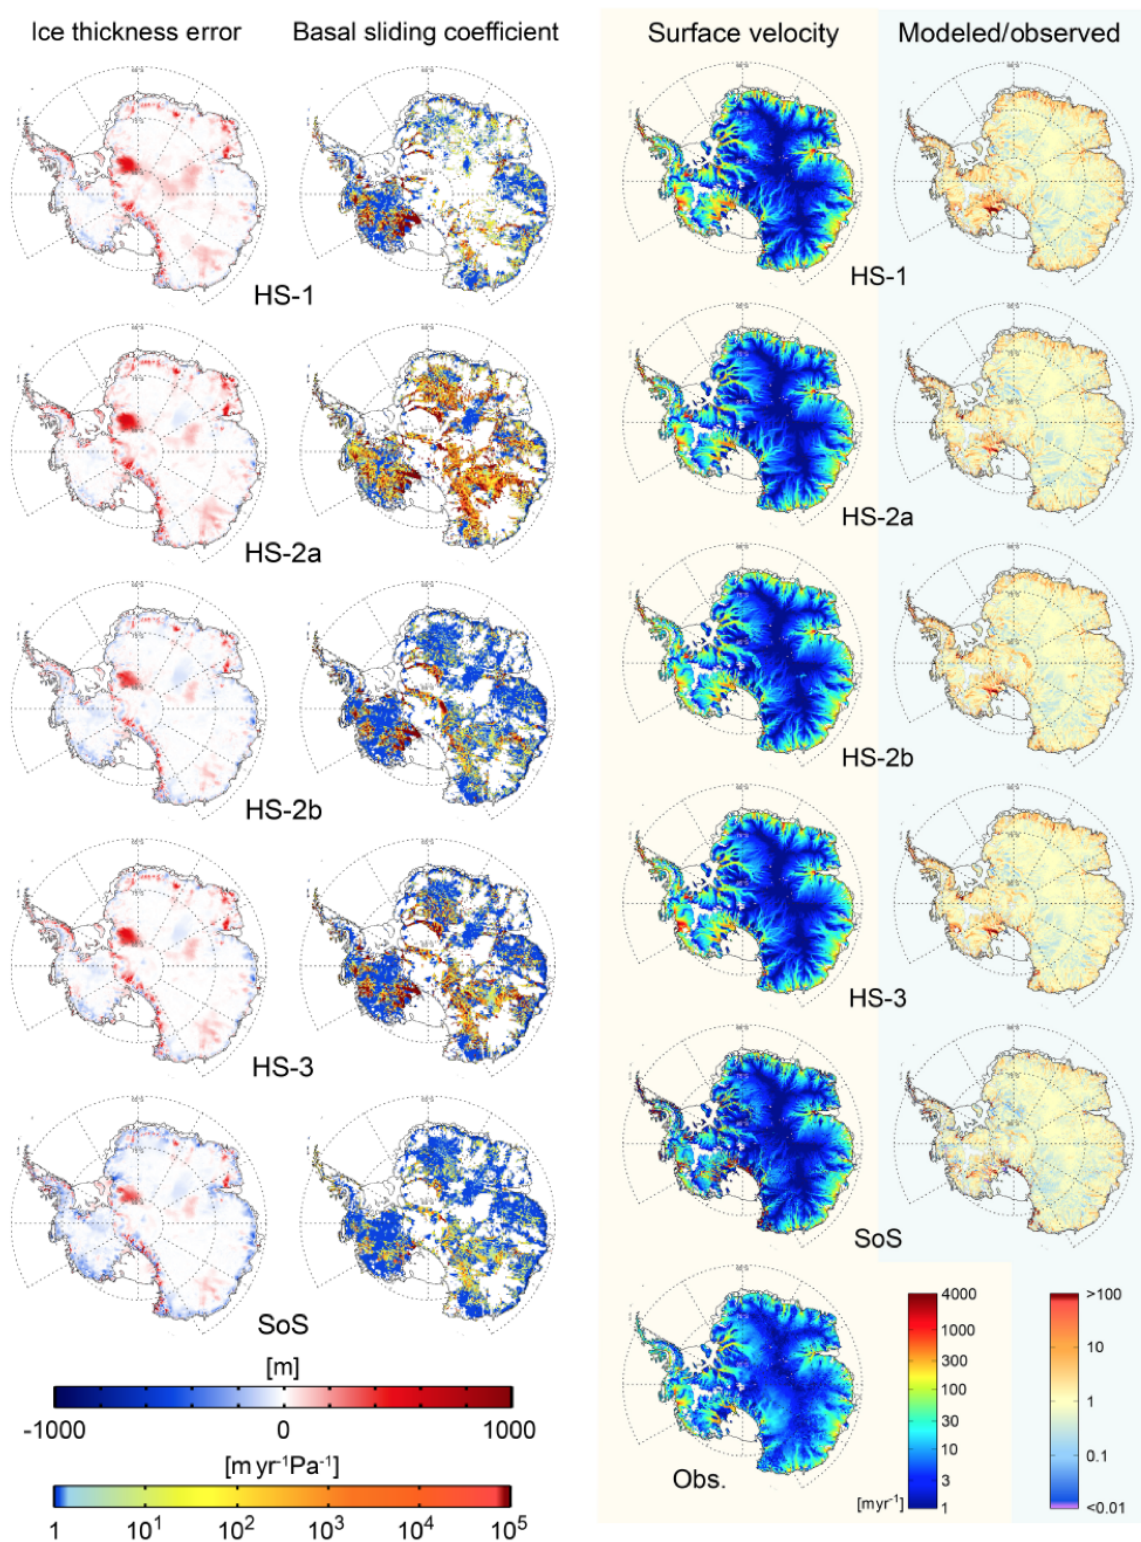 Ice thickness error
Basal sliding coefficient
Surface velocity
Modeled/observed
HS-1
HS-1
HS-2a
HS-2a
HS-2b
HS-2b
HS-3
HS-3
SoS
SoS
[m]
-1000 0 1000
[m yr⁻¹Pa⁻¹]
1 10¹ 10² 10³ 10⁴ 10⁵
Obs.
4000
1000
300
100
30
10
3
1
[myr⁻¹]
>100
10
1
0.1
<0.01